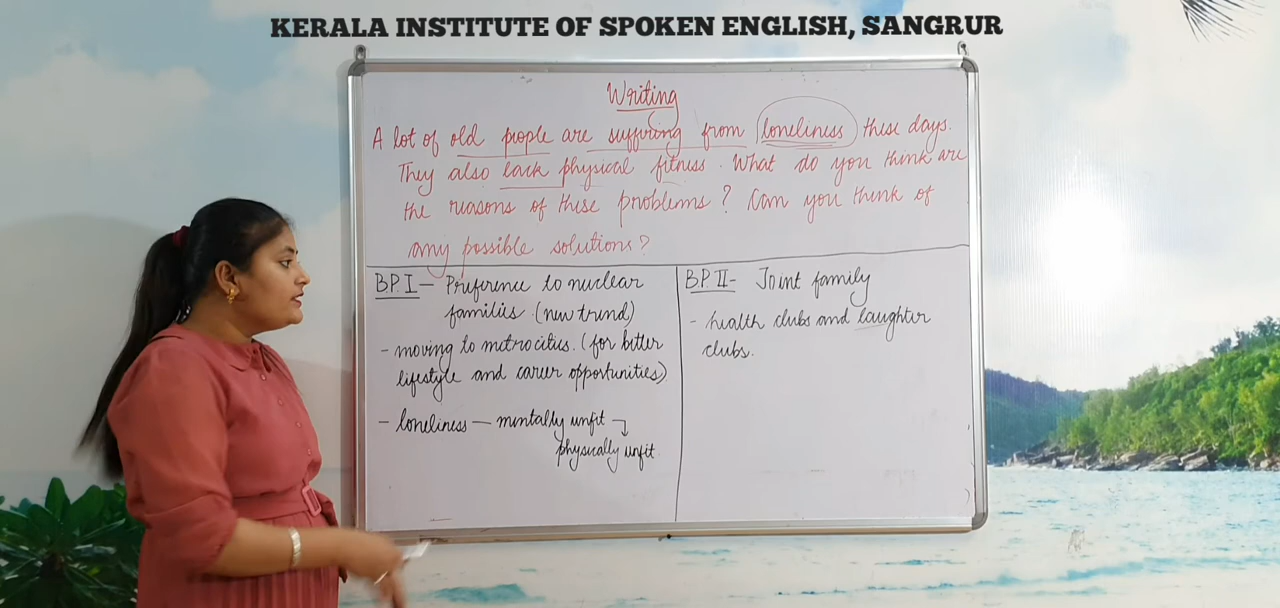 KERALA INSTITUTE OF SPOKEN ENGLISH, SANGRUR
Writing
A lot of old people are suffering from loneliness these days.
They also lack physical fitness. What do you think are
the reasons of these problems? Can you think of
any possible solutions?
B.P. I - Preference to nuclear
families. (new trend)
- moving to metrocities. (for better
lifestyle and career opportunities)
- loneliness - mentally unfit ↴
physically unfit
B.P. II - Joint family
- health clubs and laughter
clubs.